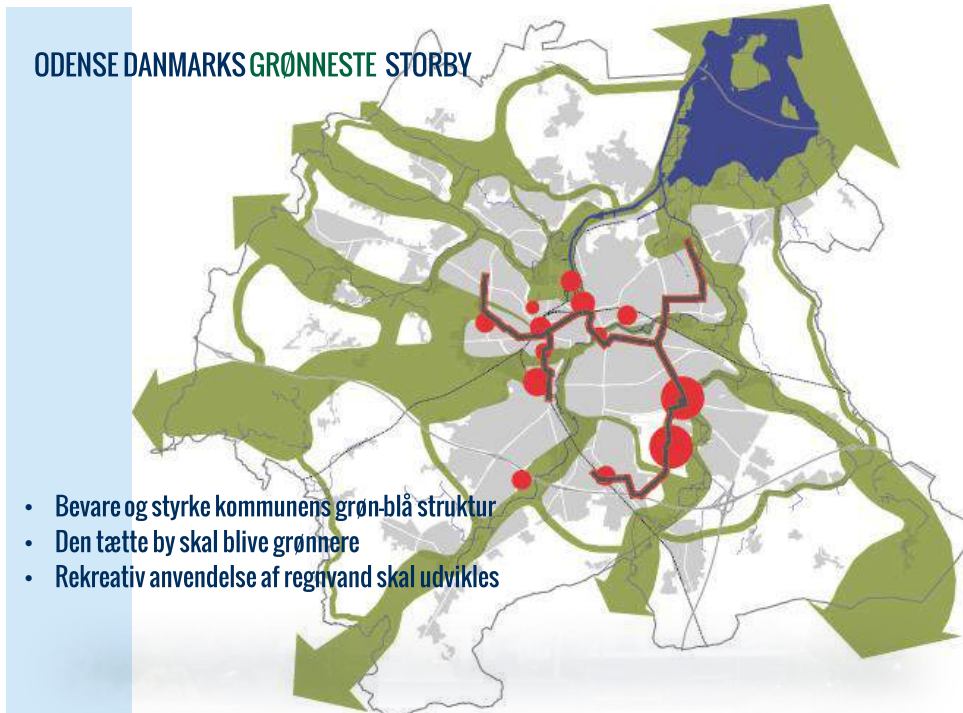 ODENSE DANMARKS GRØNNESTE STORBY
• Bevare og styrke kommunens grøn-blå struktur
• Den tætte by skal blive grønnere
• Rekreativ anvendelse af regnvand skal udvikles